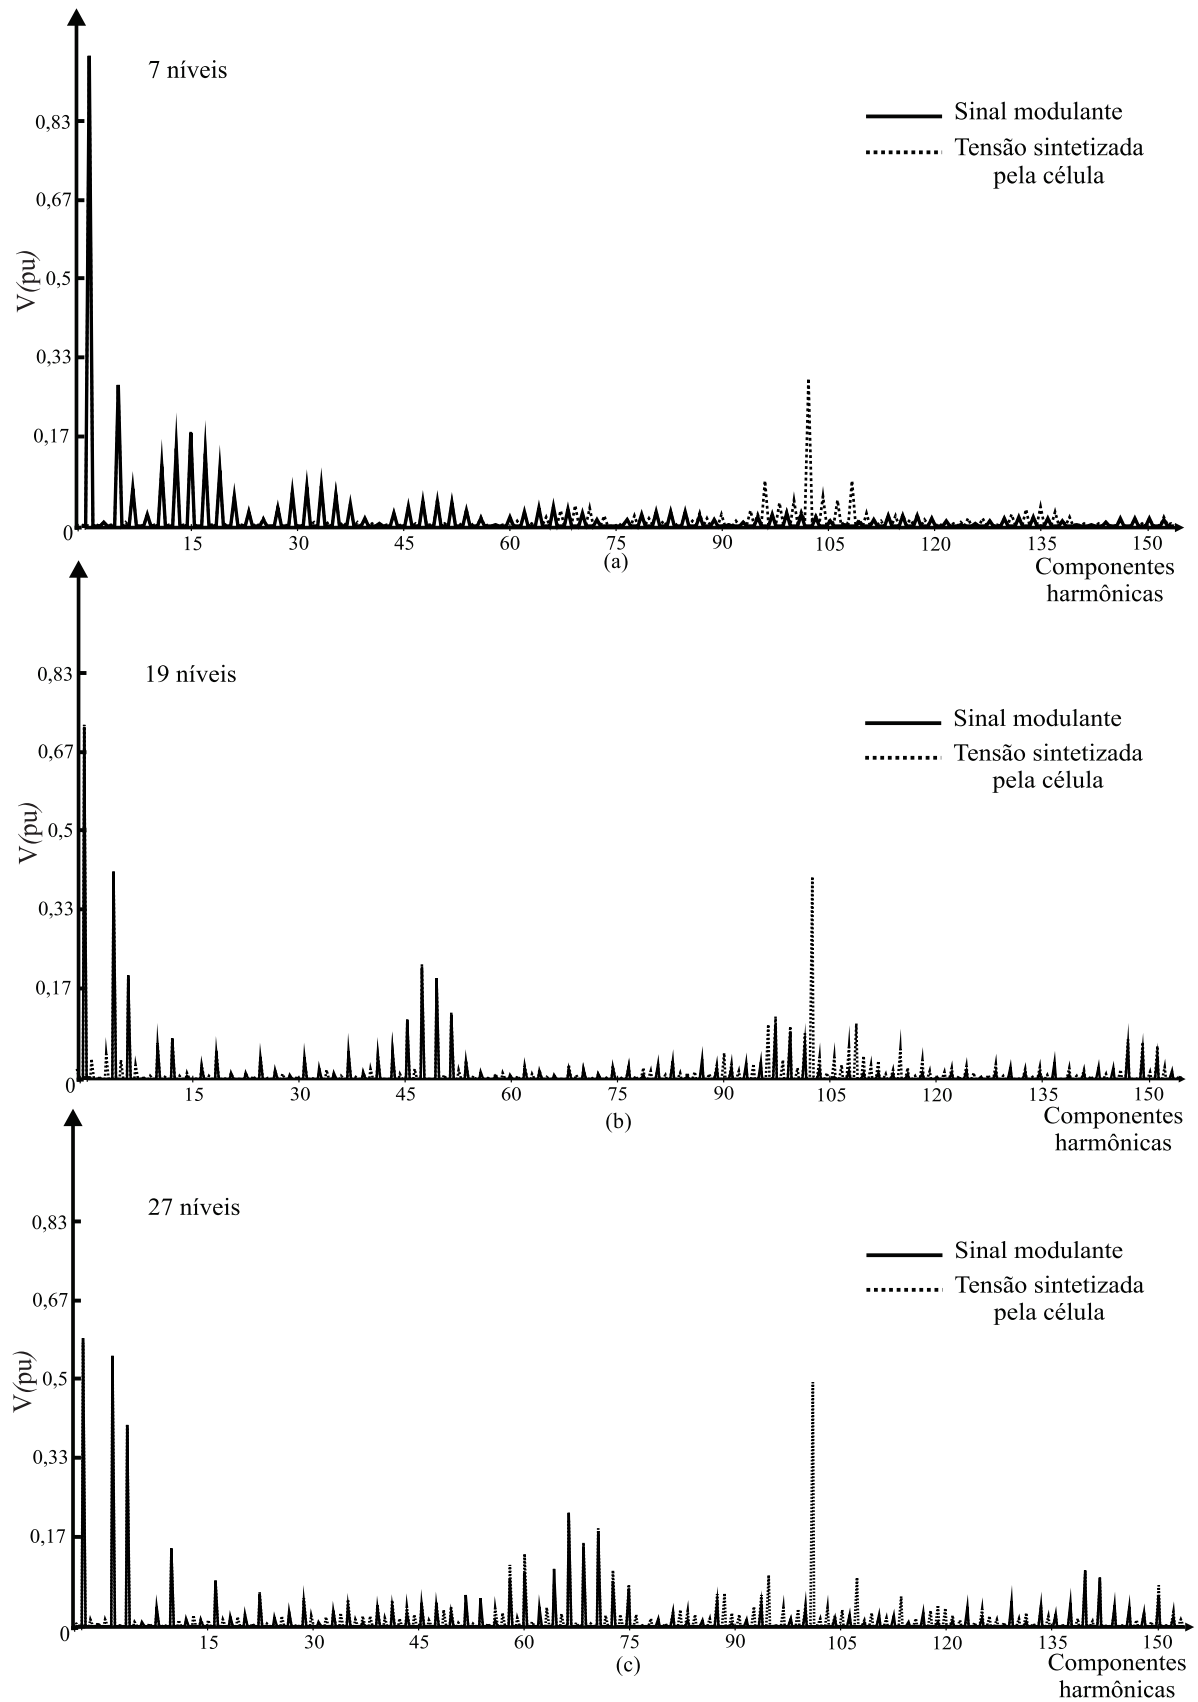 7 níveis
Sinal modulante
Tensão sintetizada
pela célula
V(pu)
0,83
0,67
0,5
0,33
0,17
0
15 30 45 60 75 90 105 120 135 150
(a)
Componentes
harmônicas
19 níveis
Sinal modulante
Tensão sintetizada
pela célula
V(pu)
0,83
0,67
0,5
0,33
0,17
0
15 30 45 60 75 90 105 120 135 150
(b)
Componentes
harmônicas
27 níveis
Sinal modulante
Tensão sintetizada
pela célula
V(pu)
0,83
0,67
0,5
0,33
0,17
0
15 30 45 60 75 90 105 120 135 150
(c)
Componentes
harmônicas